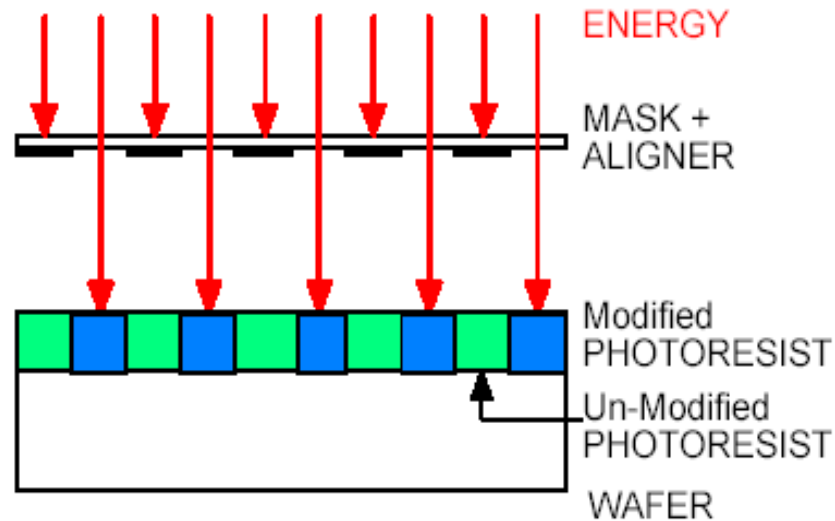 ENERGY
MASK +
ALIGNER
Modified
PHOTORESIST
Un-Modified
PHOTORESIST
WAFER